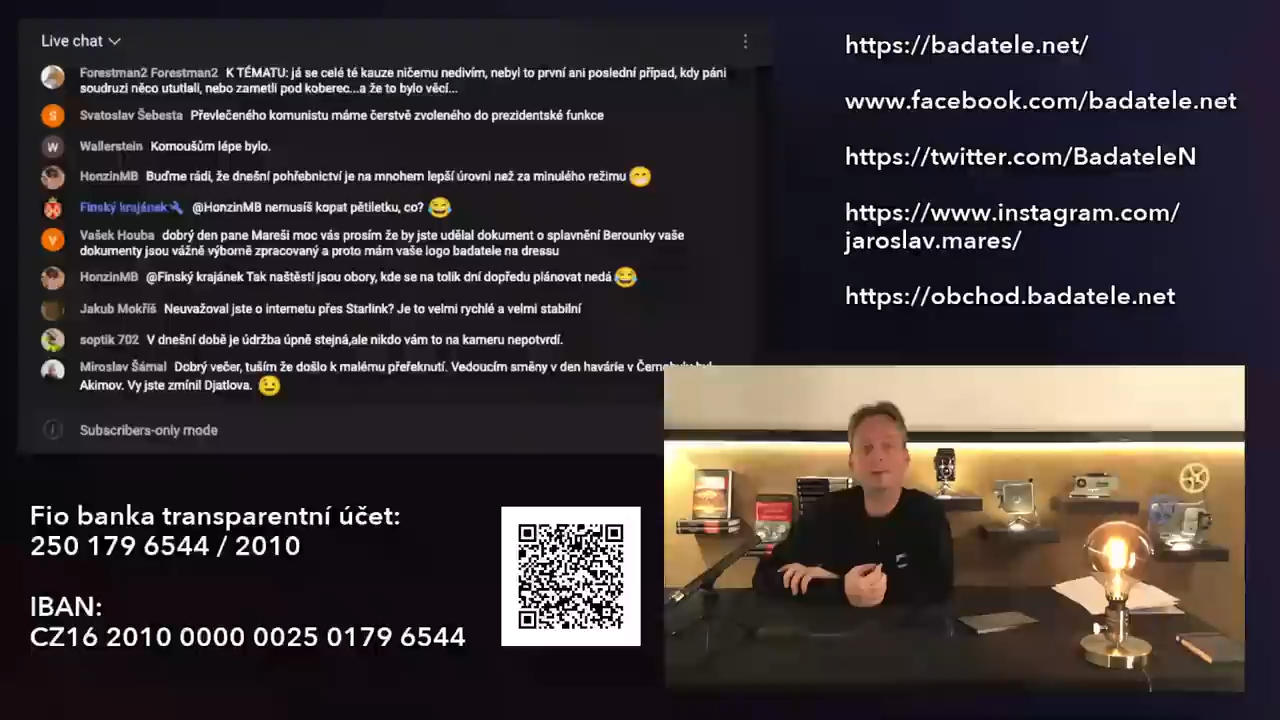 Live chat
Forestman2 Forestman2 K TÉMATU: já se celé té kauze ničemu nedivím, nebyl to první ani poslední případ, kdy páni
soudruzi něco ututlali, nebo zametli pod koberec...a že to bylo věcí...
S Svatoslav Šebesta Převlečeného komunistu máme čerstvě zvoleného do prezidentské funkce
W Wallerstein Komoušům lépe bylo.
HonzinMB Buďme rádi, že dnešní pohřebnictví je na mnohem lepší úrovni než za minulého režimu 😁
Finský krajánek @HonzinMB nemusíš kopat pětiletku, co? 😂
V Vašek Houba dobrý den pane Mareši moc vás prosím že by jste udělal dokument o splavnění Berounky vaše
dokumenty jsou vážně výborně zpracovaný a proto mám vaše logo badatele na dressu
HonzinMB @Finský krajánek Tak naštěstí jsou obory, kde se na tolik dní dopředu plánovat nedá 😂
Jakub Mokříš Neuvažoval jste o internetu přes Starlink? Je to velmi rychlé a velmi stabilní
soptik 702 V dnešní době je údržba úpně stejná,ale nikdo vám to na kameru nepotvrdí.
Miroslav Šámal Dobrý večer, tuším že došlo k malému přeřeknutí. Vedoucím směny v den havárie v
Akimov. Vy jste zmínil Djatlova. 😉
Subscribers-only mode
https://badatele.net/
www.facebook.com/badatele.net
https://twitter.com/BadateleN
https://www.instagram.com/
jaroslav.mares/
https://obchod.badatele.net
Fio banka transparentní účet:
250 179 6544 / 2010
IBAN:
CZ16 2010 0000 0025 0179 6544